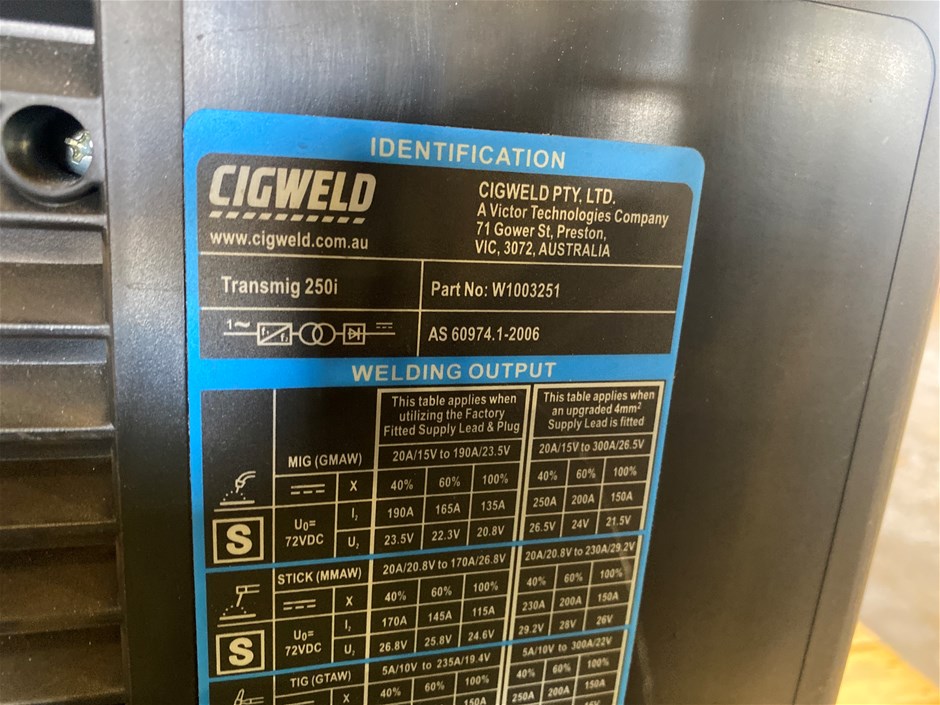 IDENTIFICATION
CIGWELD
www.cigweld.com.au
CIGWELD PTY, LTD.
A Victor Technologies Company
71 Gower St, Preston,
VIC, 3072, AUSTRALIA
Transmig 250i
Part No: W1003251
1~ f₁ f₂
AS 60974.1-2006
WELDING OUTPUT
This table applies when
utilizing the Factory
Fitted Supply Lead & Plug
This table applies when
an upgraded 4mm²
Supply Lead is fitted
MIG (GMAW)
20A/15V to 190A/23.5V
20A/15V to 300A/26.5V
X 40% 60% 100% 40% 60% 100%
S
U₀=
72VDC
I₂ 190A 165A 135A 250A 200A 150A
U₂ 23.5V 22.3V 20.8V 26.5V 24V 21.5V
STICK (MMAW)
20A/20.8V to 170A/26.8V
20A/20.8V to 230A/29.2V
X 40% 60% 100% 40% 60% 100%
S
U₀=
72VDC
I₂ 170A 145A 115A 230A 200A 150A
U₂ 26.8V 25.8V 24.6V 29.2V 28V 26V
TIG (GTAW)
5A/10V to 235A/19.4V
5A/10V to 300A/22V
X 40% 60% 100% 40% 60% 100%
150A 250A 200A 150A